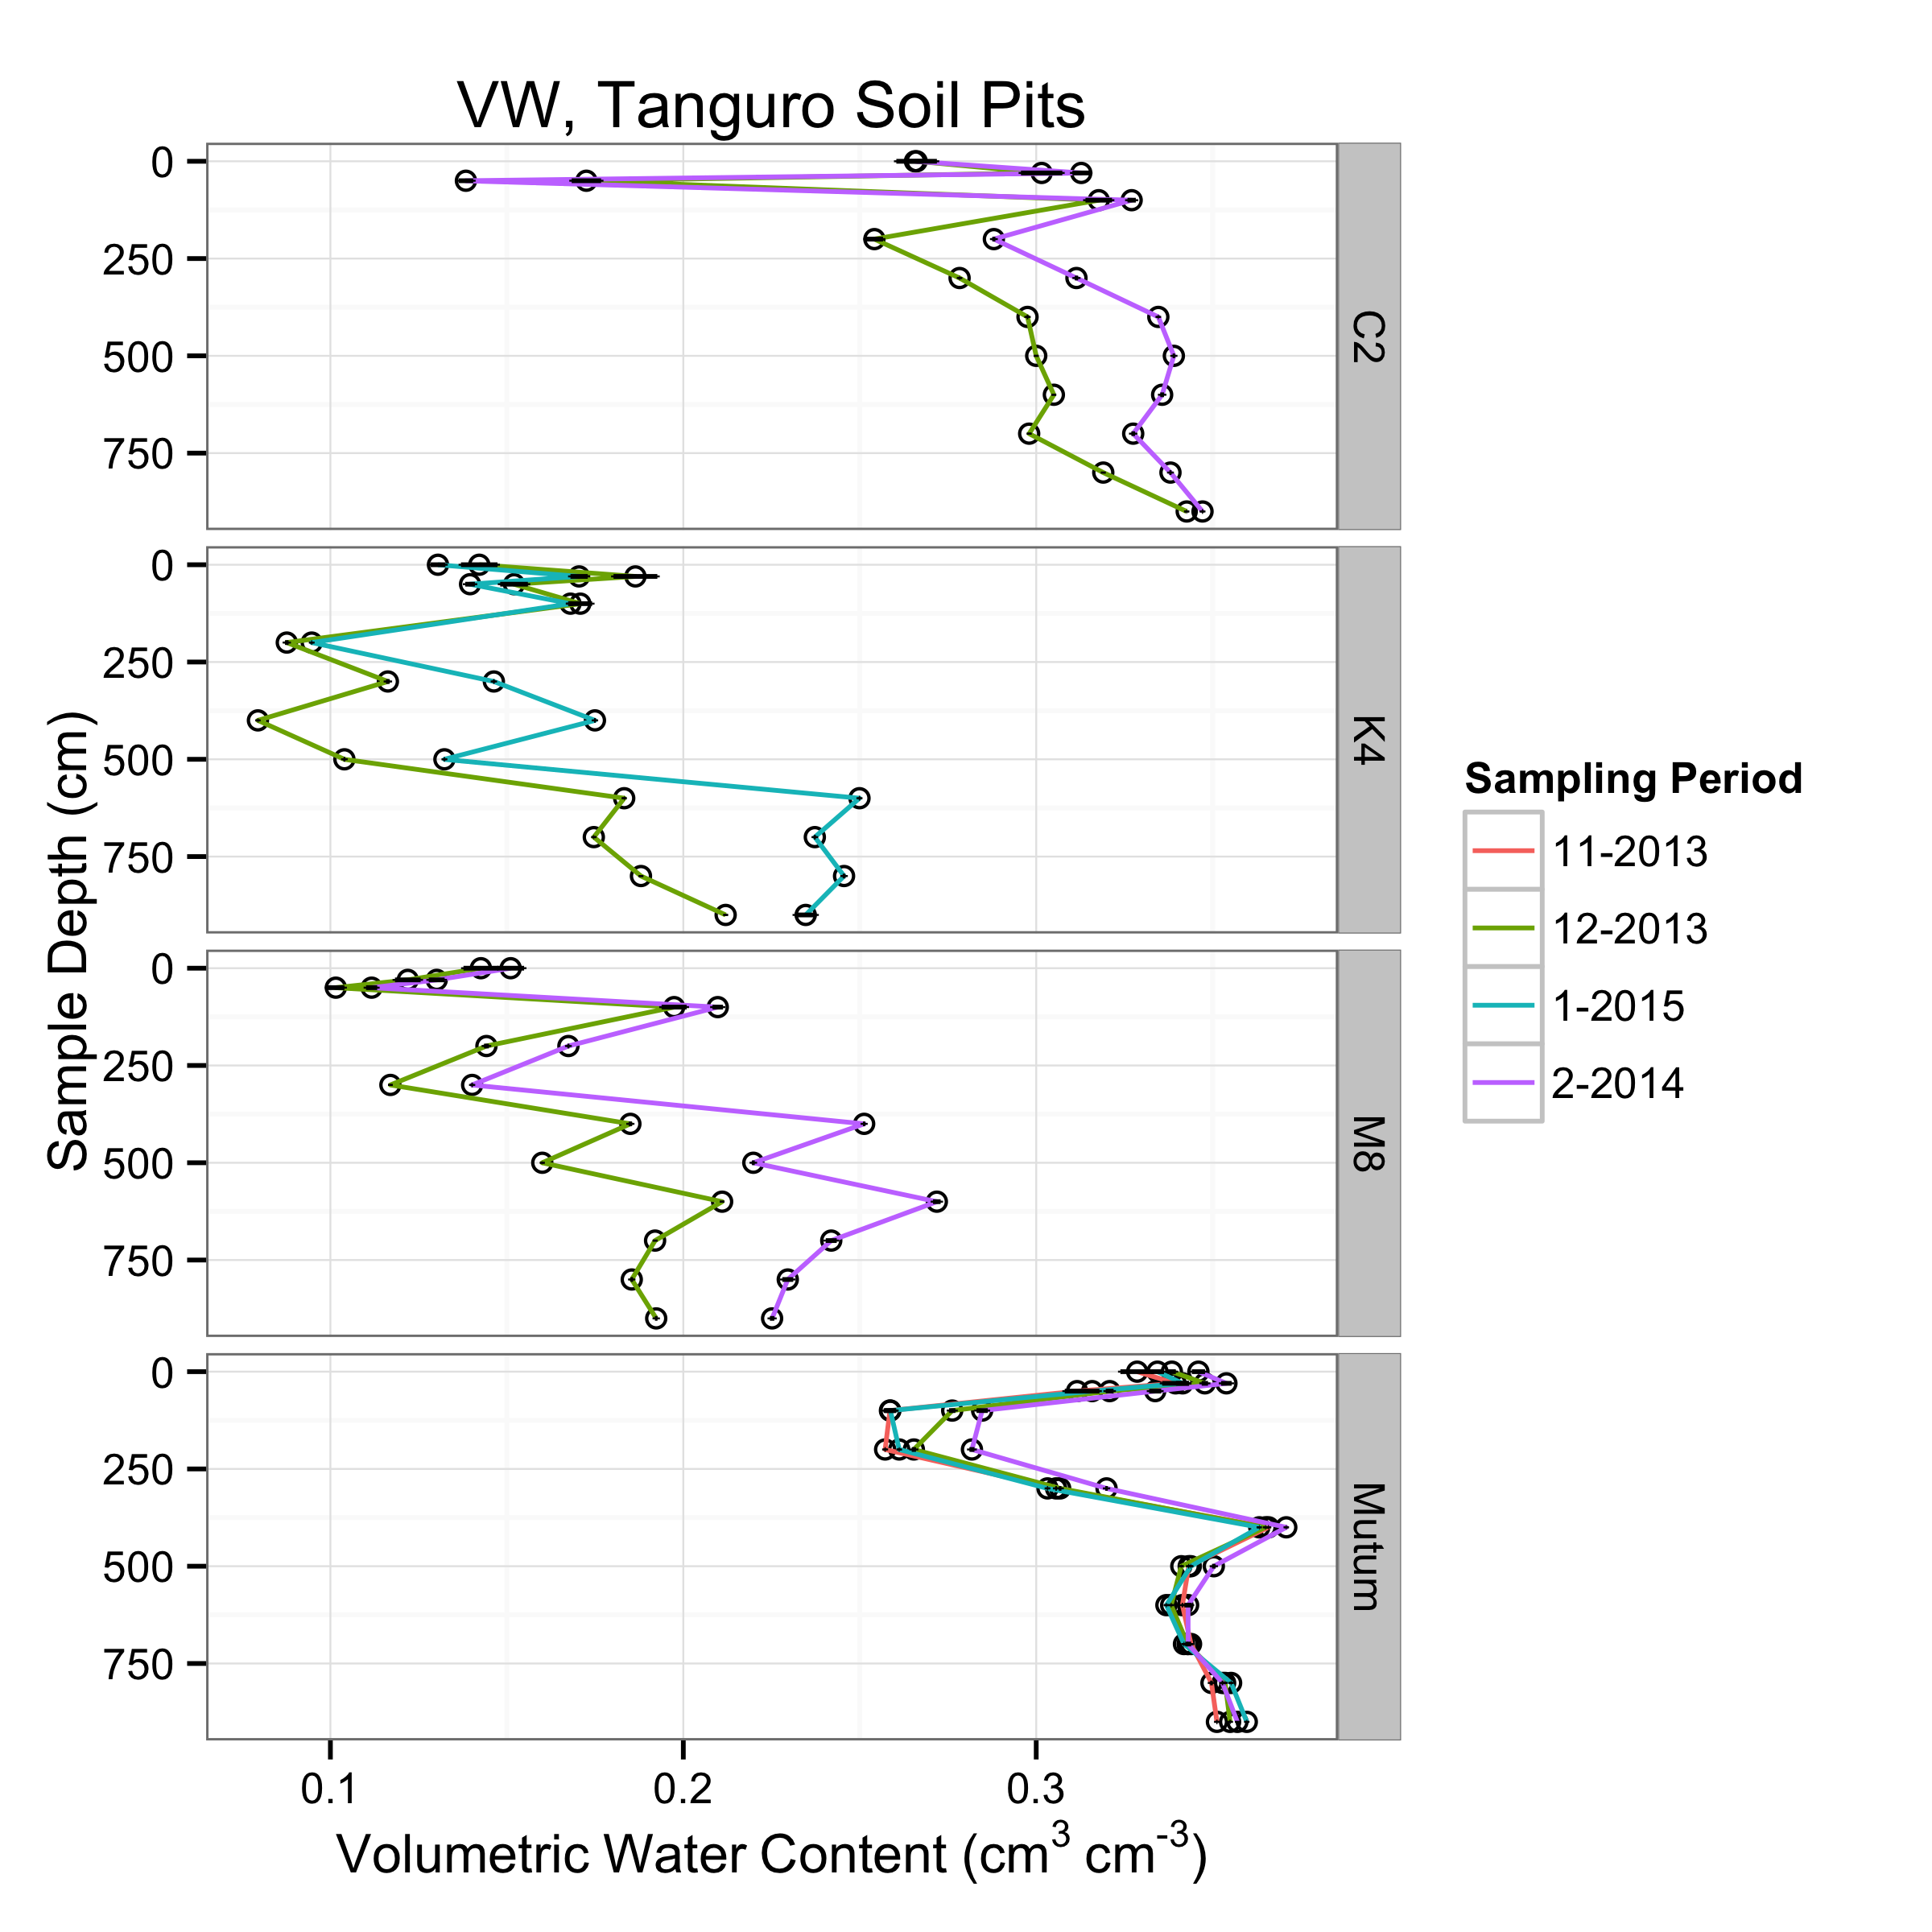 VW, Tanguro Soil Pits
0
250
500
750
C2
0
250
500
750
K4
0
250
500
750
M8
0
250
500
750
Mutum
Sample Depth (cm)
0.1
0.2
0.3
Volumetric Water Content (cm³ cm⁻³)
Sampling Period
11-2013
12-2013
1-2015
2-2014